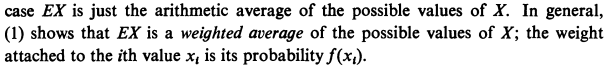 case EX is just the arithmetic average of the possible values of X. In general,
(1) shows that EX is a weighted average of the possible values of X; the weight
attached to the ith value xᵢ is its probability f(xᵢ).